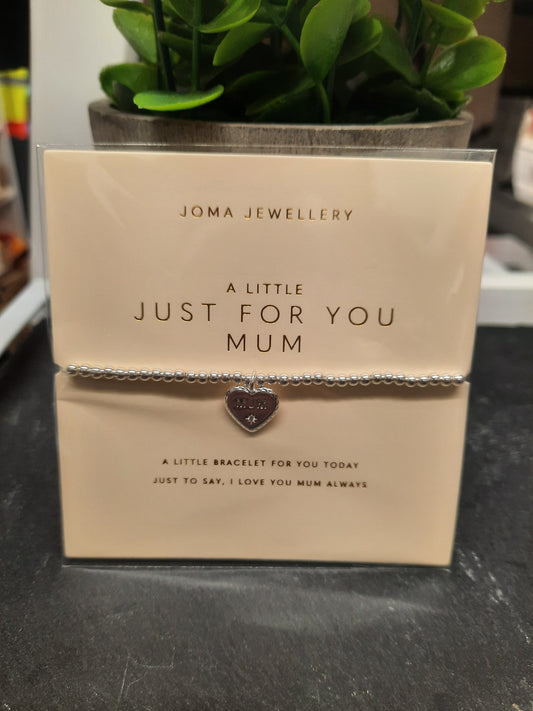 JOMA JEWELLERY
A LITTLE
JUST FOR YOU
MUM
MUM
A LITTLE BRACELET FOR YOU TODAY
JUST TO SAY, I LOVE YOU MUM ALWAYS